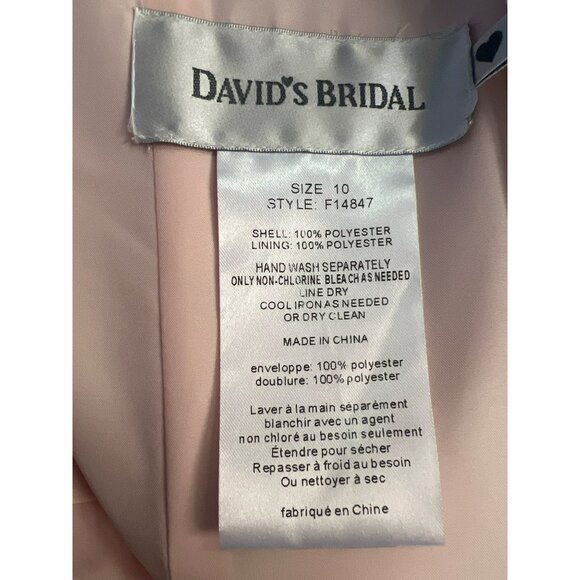 DAVID'S BRIDAL
SIZE 10
STYLE: F14847
SHELL: 100% POLYESTER
LINING: 100% POLYESTER
HAND WASH SEPARATELY
ONLY NON-CHLORINE BLEACH AS NEEDED
LINE DRY
COOL IRON AS NEEDED
OR DRY CLEAN
MADE IN CHINA
enveloppe: 100% polyester
doublure: 100% polyester
Laver à la main séparément
blanchir avec un agent
non chloré au besoin seulement
Étendre pour sécher
Repasser à froid au besoin
Ou nettoyer à sec
fabriqué en Chine